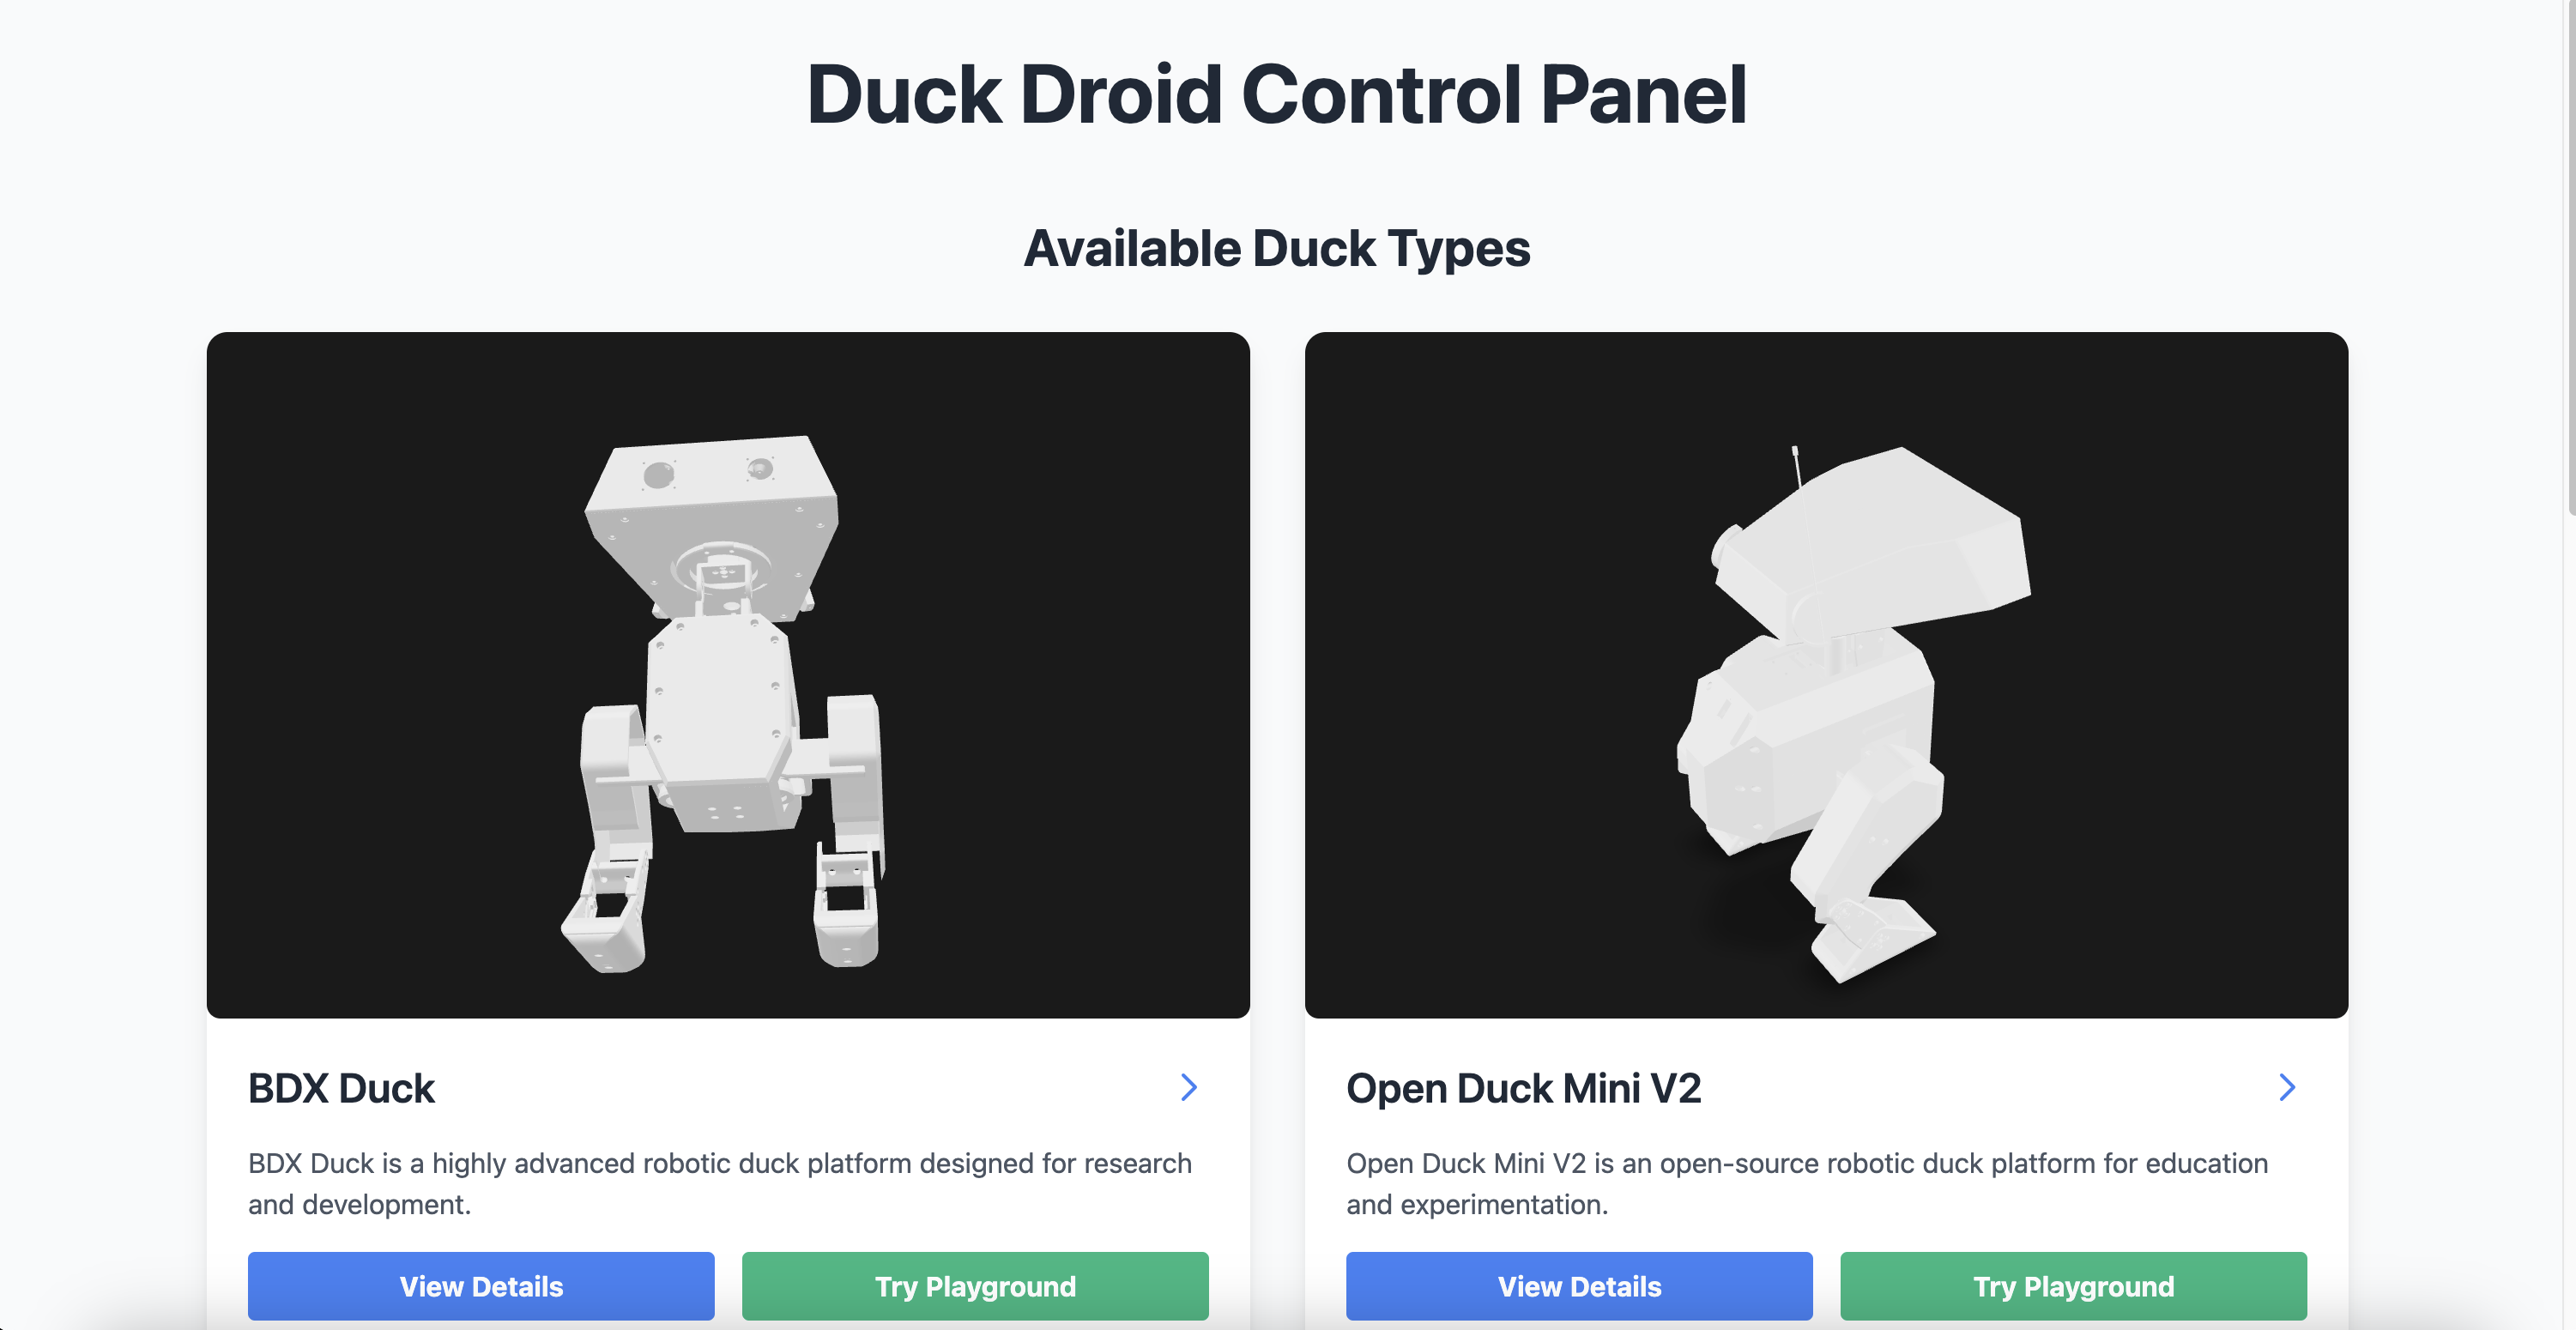 Duck Droid Control Panel
Available Duck Types
BDX Duck
BDX Duck is a highly advanced robotic duck platform designed for research
and development.
View Details
Try Playground
Open Duck Mini V2
Open Duck Mini V2 is an open-source robotic duck platform for education
and experimentation.
View Details
Try Playground